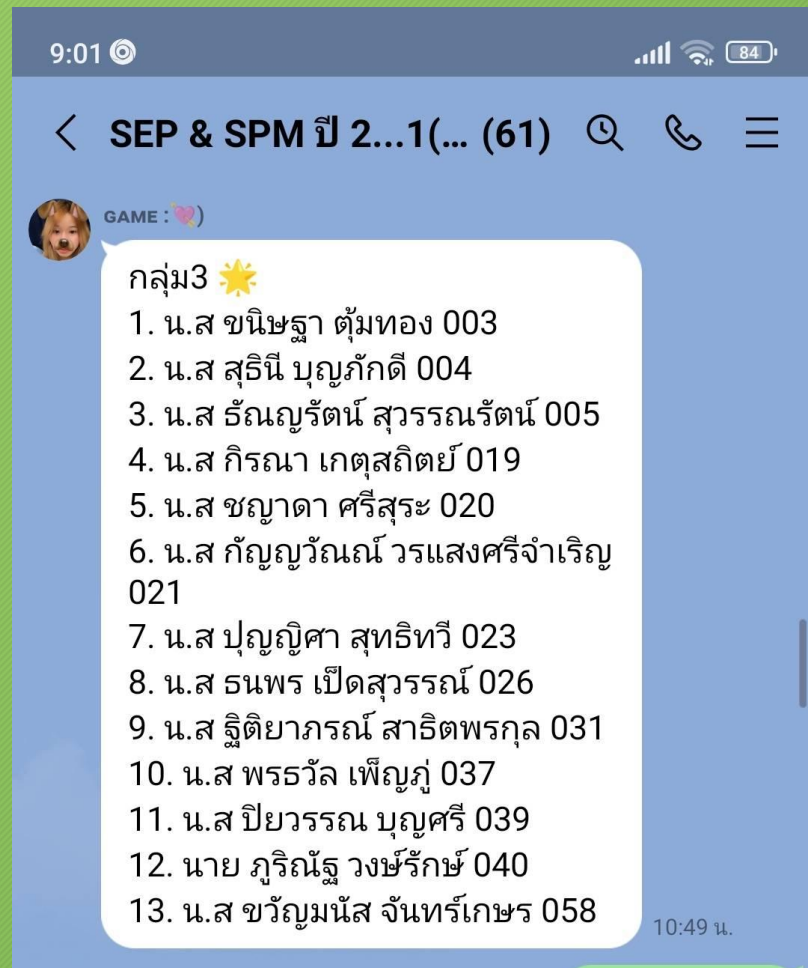 9:01
84
SEP & SPM ปี 2...1(... (61)
GAME :💘)
กลุ่ม3 🌟
1. น.ส ขนิษฐา ตุ้มทอง 003
2. น.ส สุธินี บุญภักดี 004
3. น.ส ธัณญรัตน์ สุวรรณรัตน์ 005
4. น.ส กิรณา เกตุสถิตย์ 019
5. น.ส ชญาดา ศรีสุระ 020
6. น.ส กัญญวัณณ์ วรแสงศรีจำเริญ
021
7. น.ส ปุญญิศา สุทธิทวี 023
8. น.ส ธนพร เป็ดสุวรรณ์ 026
9. น.ส ฐิติยาภรณ์ สาธิตพรกุล 031
10. น.ส พรธวัล เพ็ญภู่ 037
11. น.ส ปิยวรรณ บุญศรี 039
12. นาย ภูริณัฐ วงษ์รักษ์ 040
13. น.ส ขวัญมนัส จันทร์เกษร 058
10:49 น.